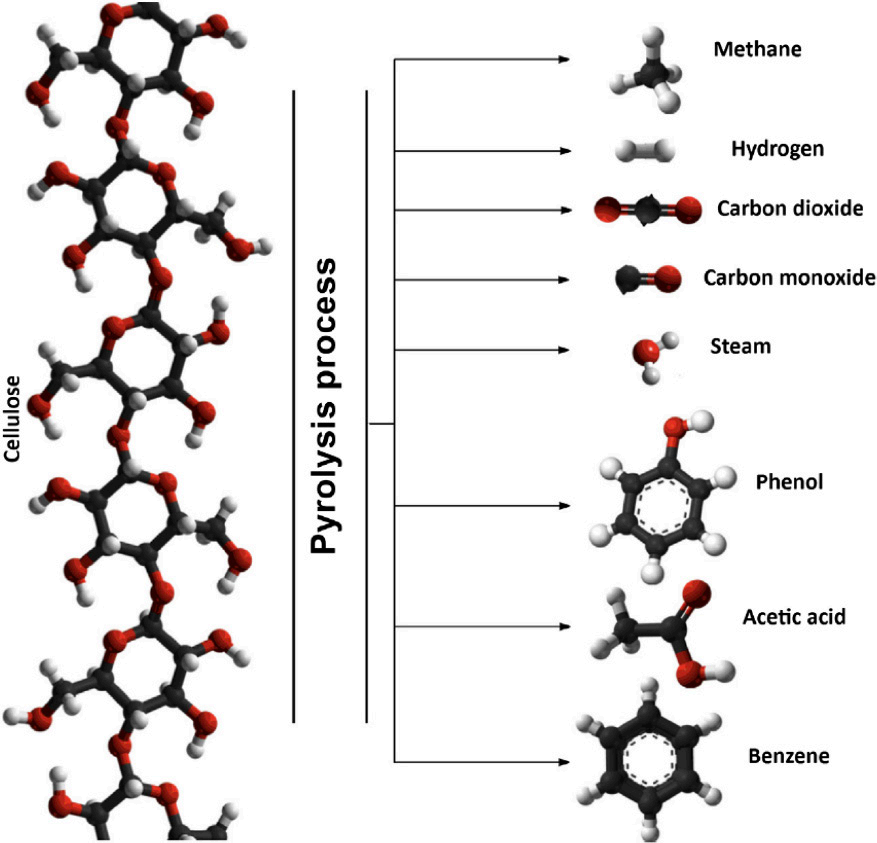 Cellulose
Pyrolysis process
Methane
Hydrogen
Carbon dioxide
Carbon monoxide
Steam
Phenol
Acetic acid
Benzene